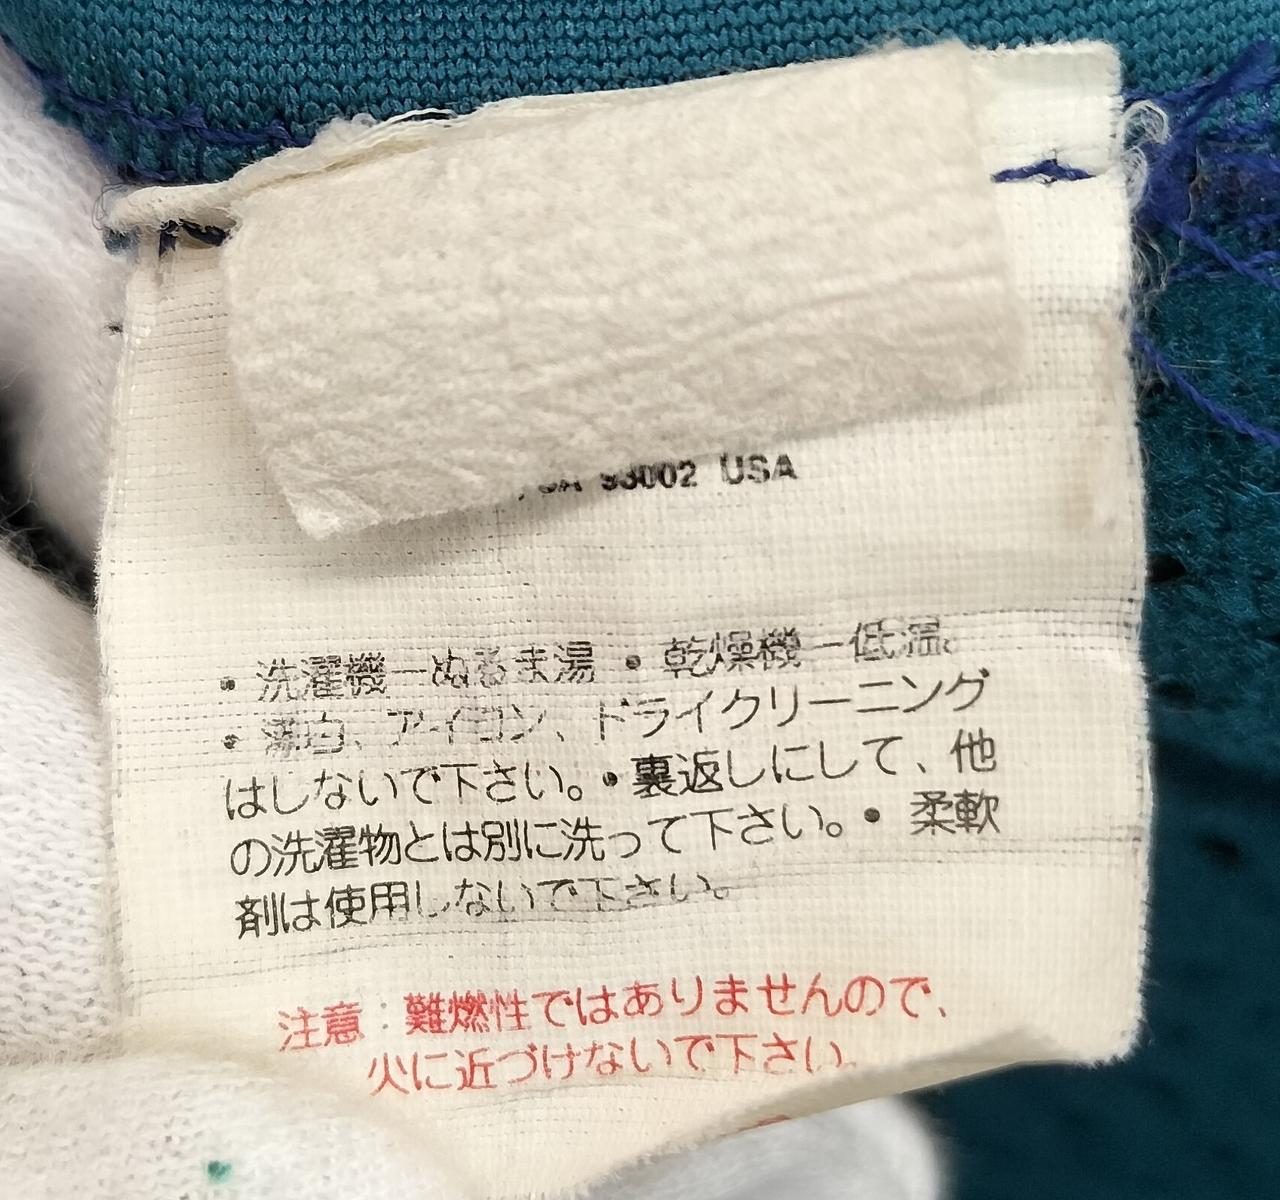 93002 USA
・洗濯機－ぬるま湯 ・乾燥機－低温。
・漂白、アイロン、ドライクリーニング
はしないで下さい。・裏返しにして、他
の洗濯物とは別に洗って下さい。・柔軟
剤は使用しないで下さい。
注意：難燃性ではありませんので、
火に近づけないで下さい。